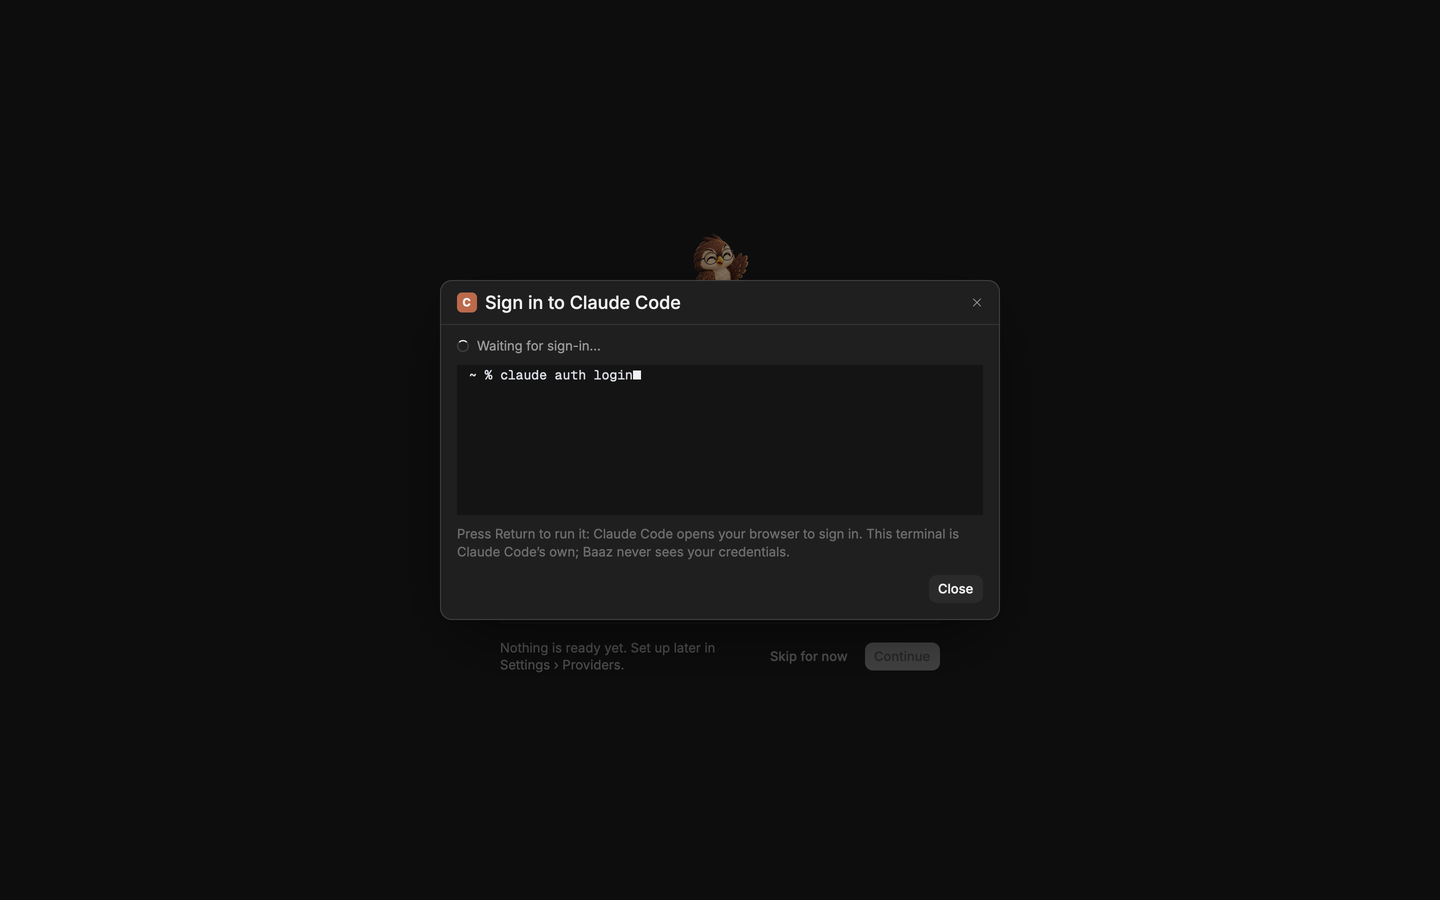 C Sign in to Claude Code
Waiting for sign-in...
~ % claude auth login
Press Return to run it: Claude Code opens your browser to sign in. This terminal is
Claude Code’s own; Baaz never sees your credentials.
Close
Nothing is ready yet. Set up later in
Settings › Providers.
Skip for now
Continue